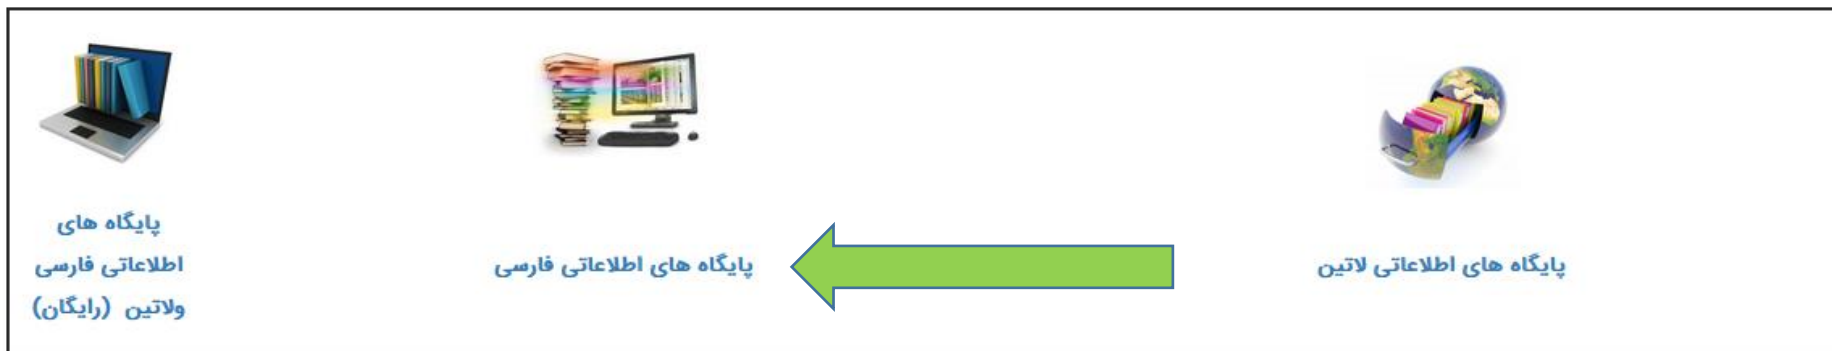 پایگاه های اطلاعاتی لاتین
پایگاه های اطلاعاتی فارسی
پایگاه های
اطلاعاتی فارسی
ولاتین (رایگان)